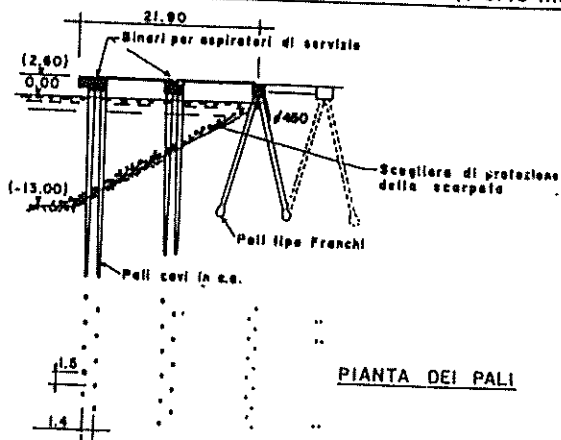 21.90
Binari per aspiratori di servizio
(2,60)
0,00
ø450
Scogliera di protezione
della scarpata
(-13.00)
Pali tipo Franchi
Pali cavi in c.a.
1.5
PIANTA DEI PALI
1.4